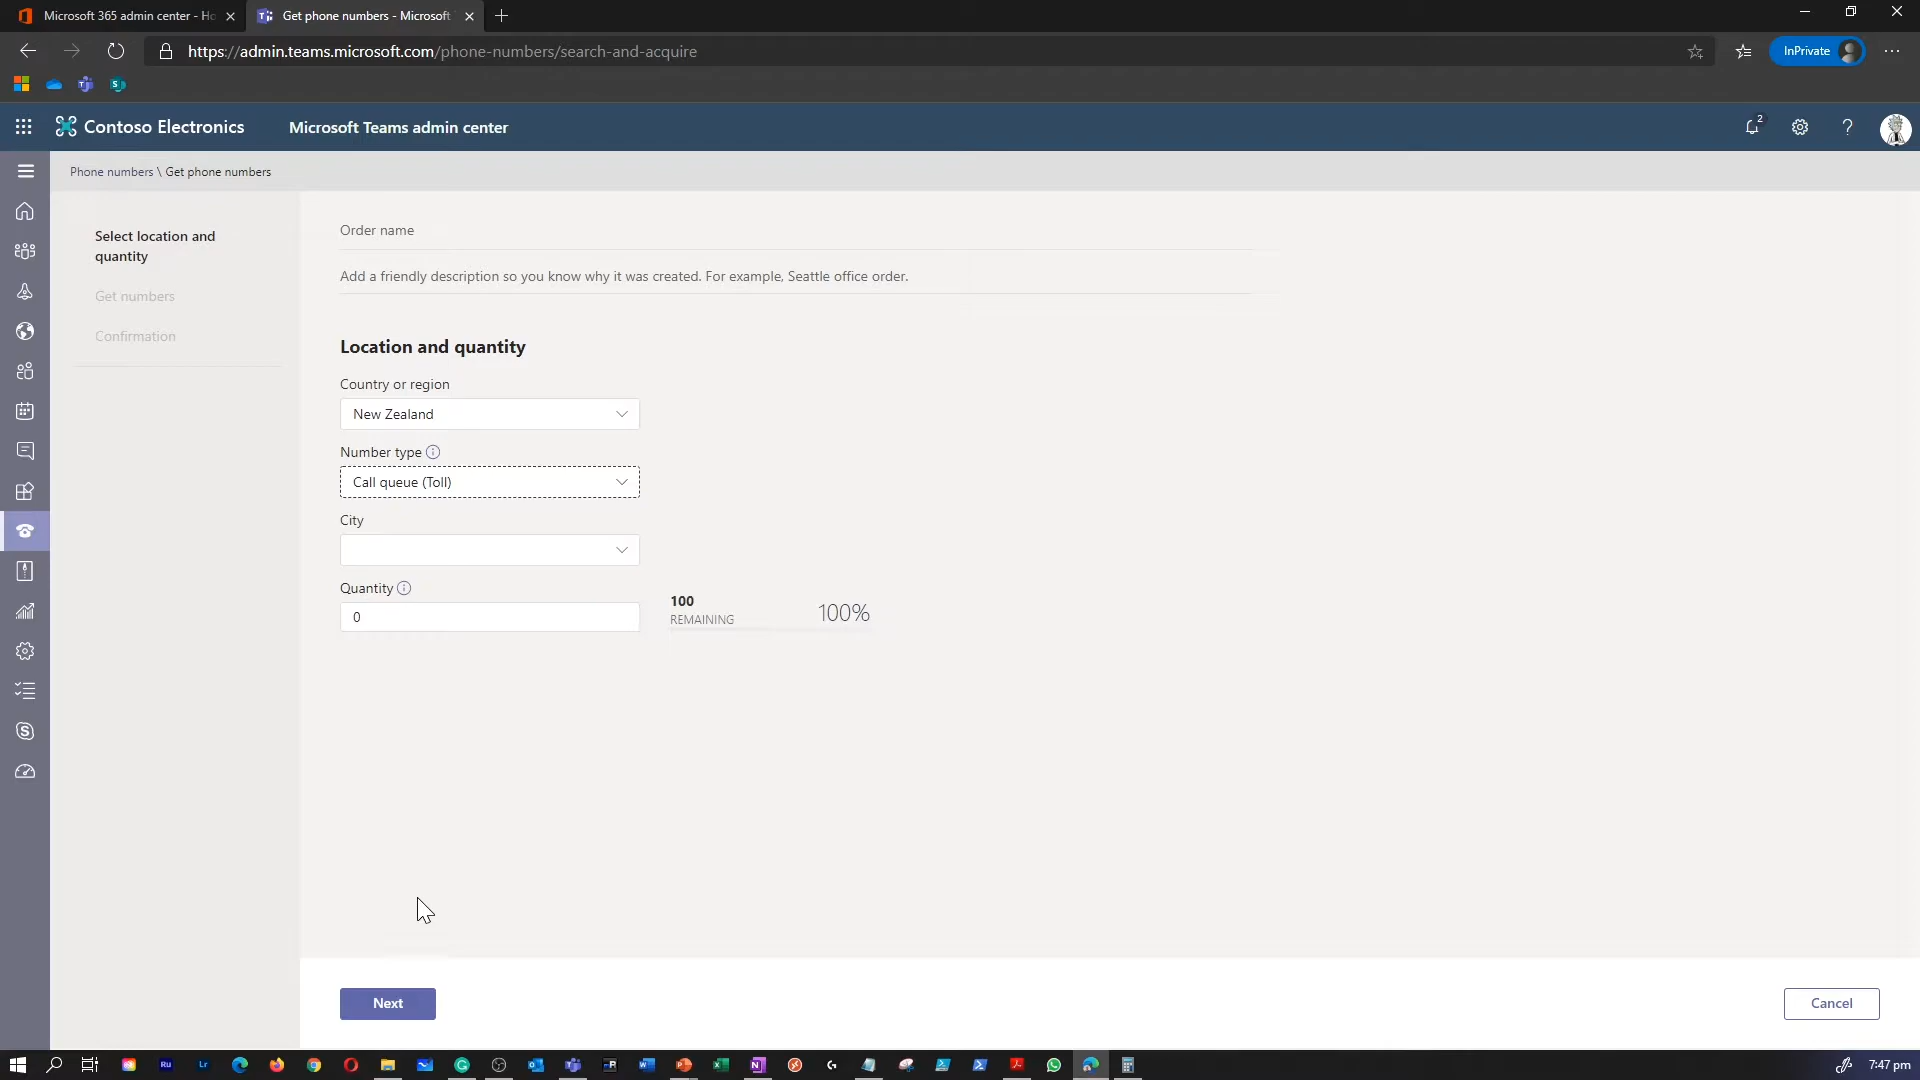 Microsoft 365 admin center - Ho
Get phone numbers - Microsoft T
https://admin.teams.microsoft.com/phone-numbers/search-and-acquire
InPrivate
Contoso Electronics
Microsoft Teams admin center
2
Phone numbers \ Get phone numbers
Select location and
quantity
Get numbers
Confirmation
Order name
Add a friendly description so you know why it was created. For example, Seattle office order.
Location and quantity
Country or region
New Zealand
Number type
Call queue (Toll)
City
Quantity
0
100
REMAINING
100%
Next
Cancel
7:47 pm